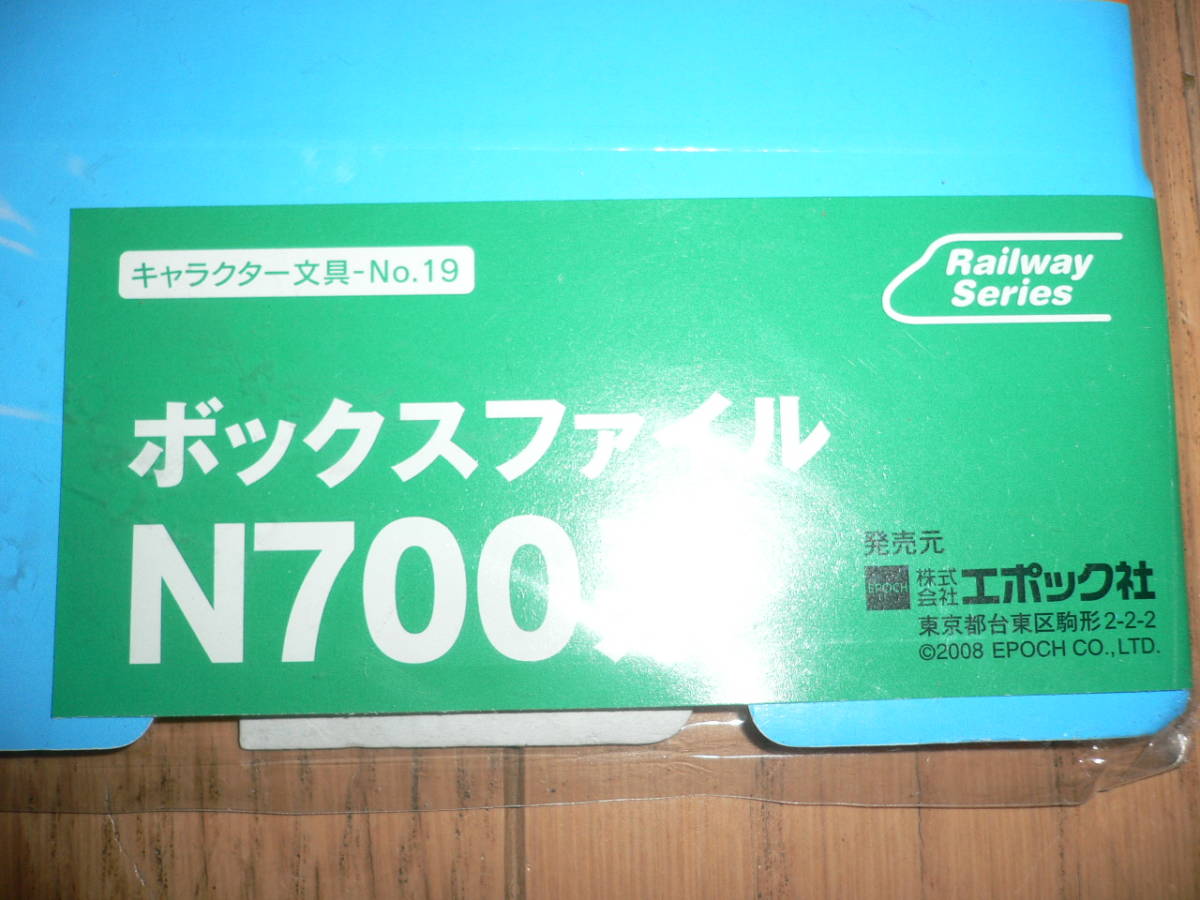 キャラクター文具-No.19
Railway
Series
ボックスファイル
N700
発売元
EPOCH
株式
会社
エポック社
東京都台東区駒形2-2-2
©2008 EPOCH CO.,LTD.